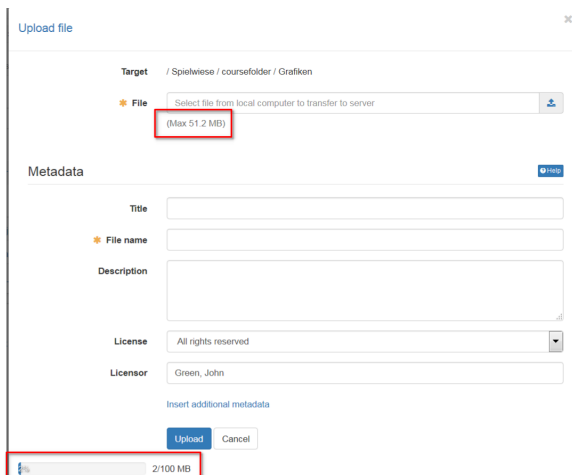 Upload file
×
Target / Spielwiese / coursefolder / Grafiken
File Select file from local computer to transfer to server
(Max 51.2 MB)
Metadata
Help
Title
File name
Description
License All rights reserved
Licensor Green, John
Insert additional metadata
Upload Cancel
2/100 MB